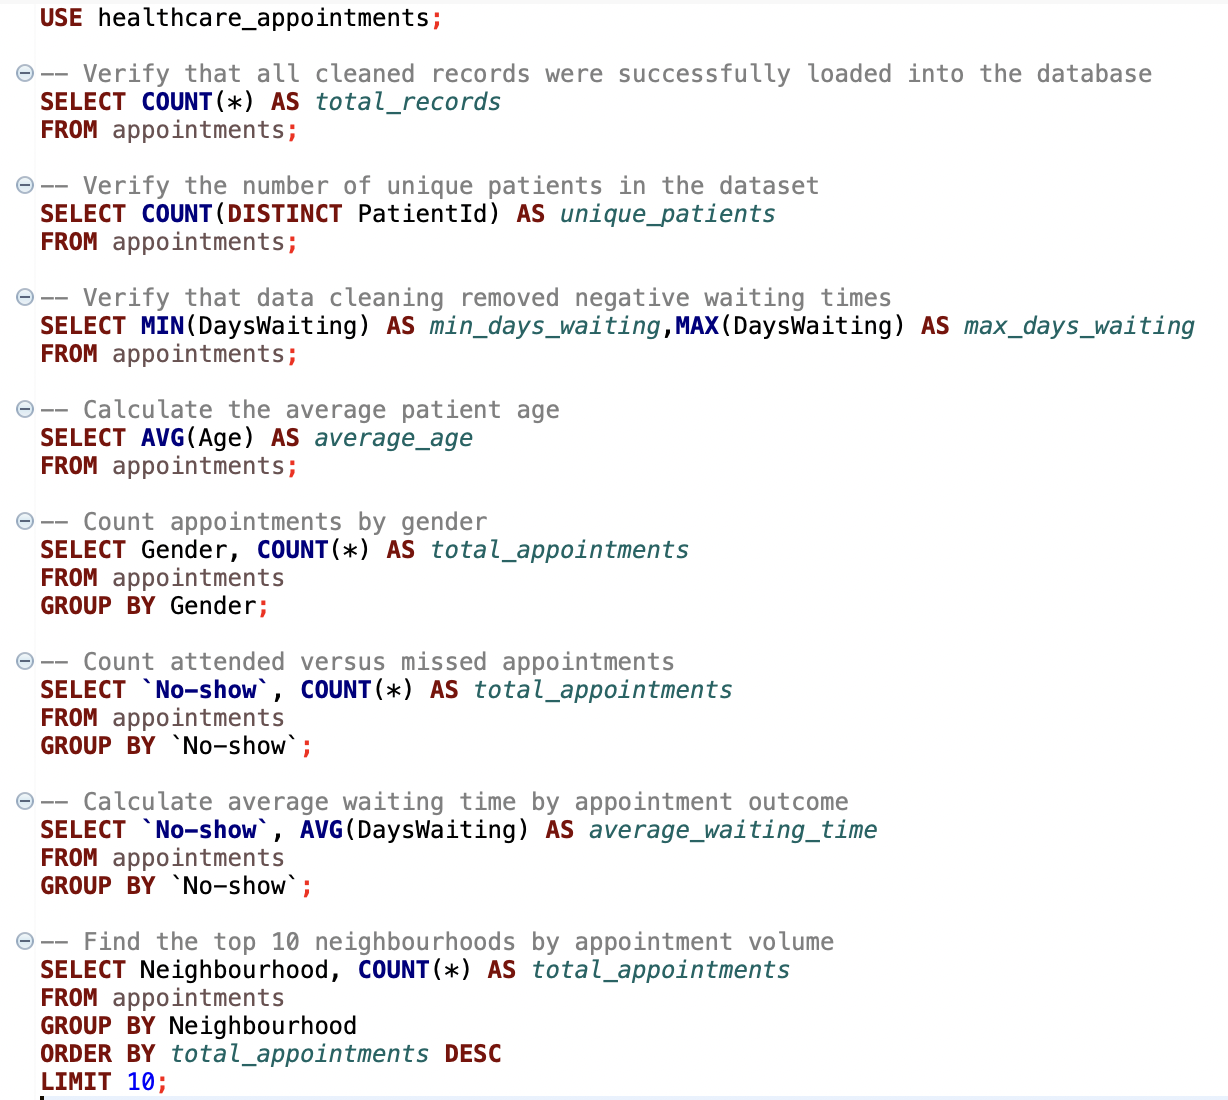 USE healthcare_appointments;
-- Verify that all cleaned records were successfully loaded into the database
SELECT COUNT(*) AS total_records
FROM appointments;
-- Verify the number of unique patients in the dataset
SELECT COUNT(DISTINCT PatientId) AS unique_patients
FROM appointments;
-- Verify that data cleaning removed negative waiting times
SELECT MIN(DaysWaiting) AS min_days_waiting,MAX(DaysWaiting) AS max_days_waiting
FROM appointments;
-- Calculate the average patient age
SELECT AVG(Age) AS average_age
FROM appointments;
-- Count appointments by gender
SELECT Gender, COUNT(*) AS total_appointments
FROM appointments
GROUP BY Gender;
-- Count attended versus missed appointments
SELECT `No-show`, COUNT(*) AS total_appointments
FROM appointments
GROUP BY `No-show`;
-- Calculate average waiting time by appointment outcome
SELECT `No-show`, AVG(DaysWaiting) AS average_waiting_time
FROM appointments
GROUP BY `No-show`;
-- Find the top 10 neighbourhoods by appointment volume
SELECT Neighbourhood, COUNT(*) AS total_appointments
FROM appointments
GROUP BY Neighbourhood
ORDER BY total_appointments DESC
LIMIT 10;